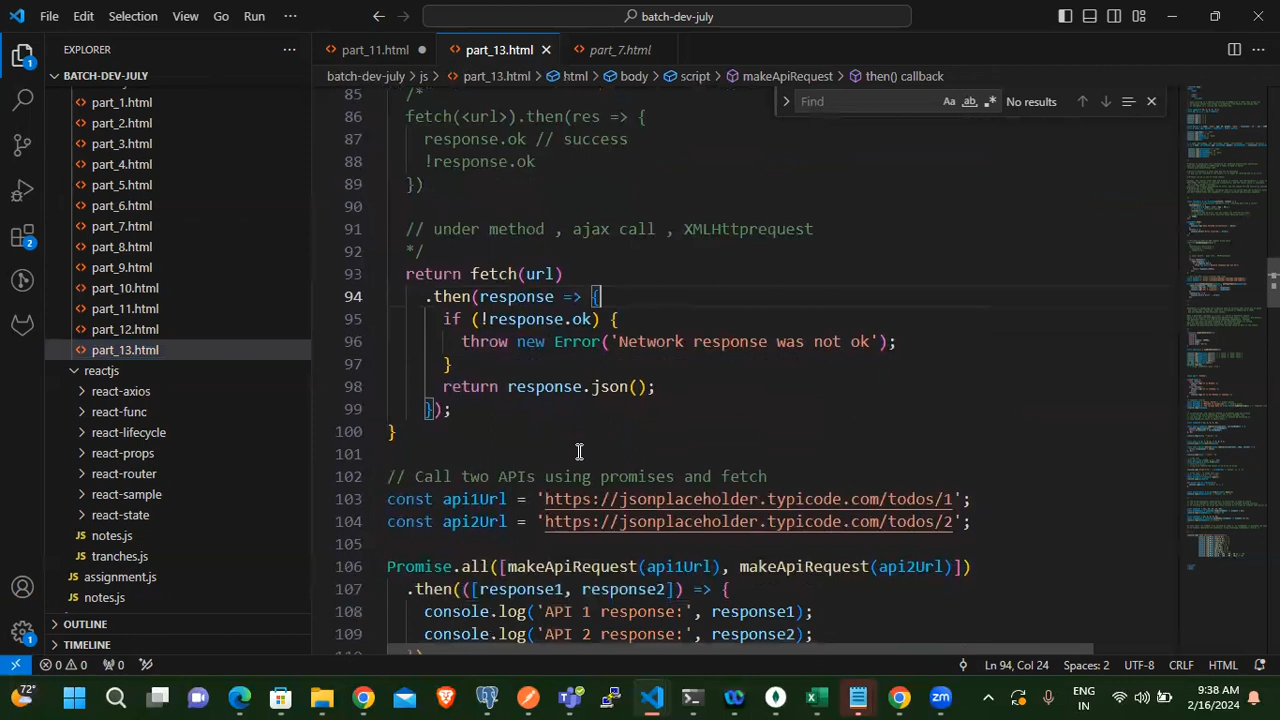 File Edit Selection View Go Run ···
batch-dev-july
EXPLORER ···
part_11.html
part_13.html
part_7.html
BATCH-DEV-JULY
batch-dev-july > js > part_13.html > html > body > script > makeApiRequest > then() callback
Find
Aa ab .*
No results
part_1.html
part_2.html
part_3.html
part_4.html
part_5.html
part_6.html
part_7.html
part_8.html
part_9.html
part_10.html
part_11.html
part_12.html
part_13.html
reactjs
react-axios
react-func
react-lifecycle
react-props
react-router
react-sample
react-state
notes.js
tranches.js
assignment.js
notes.js
OUTLINE
TIMELINE
85 /*
86 fetch(<url>).then(res => {
87 response.ok // success
88 !response.ok
89 })
90
91 // under method , ajax call , XMLHttprequest
92 */
93 return fetch(url)
94 .then(response => {
95 if (!response.ok) {
96 throw new Error('Network response was not ok');
97 }
98 return response.json();
99 });
100 }
101
102 // Call two APIs using promises and fetch
103 const api1Url = 'https://jsonplaceholder.typicode.com/todos/1';
104 const api2Url = 'https://jsonplaceholder.typicode.com/todos/2';
105
106 Promise.all([makeApiRequest(api1Url), makeApiRequest(api2Url)])
107 .then(([response1, response2]) => {
108 console.log('API 1 response:', response1);
109 console.log('API 2 response:', response2);
110 })
0 0 0 Ln 94, Col 24 Spaces: 2 UTF-8 CRLF HTML
72° ENG IN 9:38 AM 2/16/2024